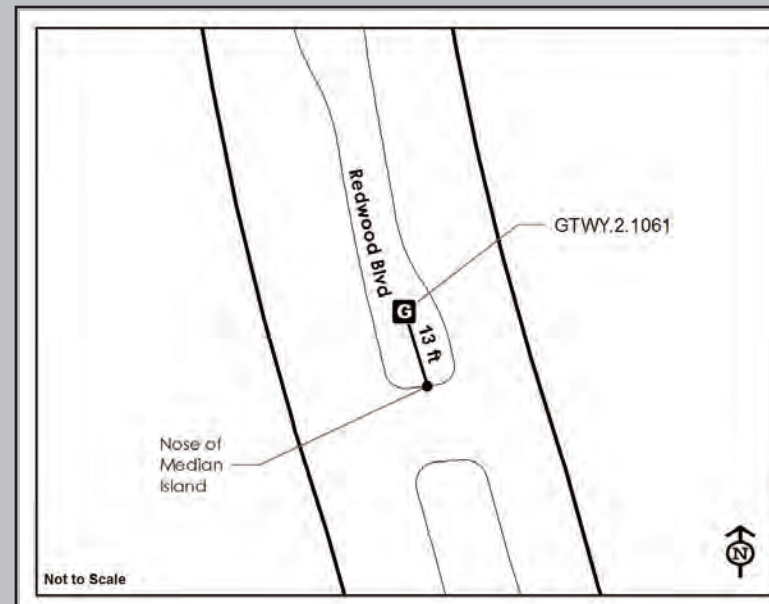 Redwood Blvd
GTWY.2.1061
G
13 ft
Nose of
Median
Island
Not to Scale
N